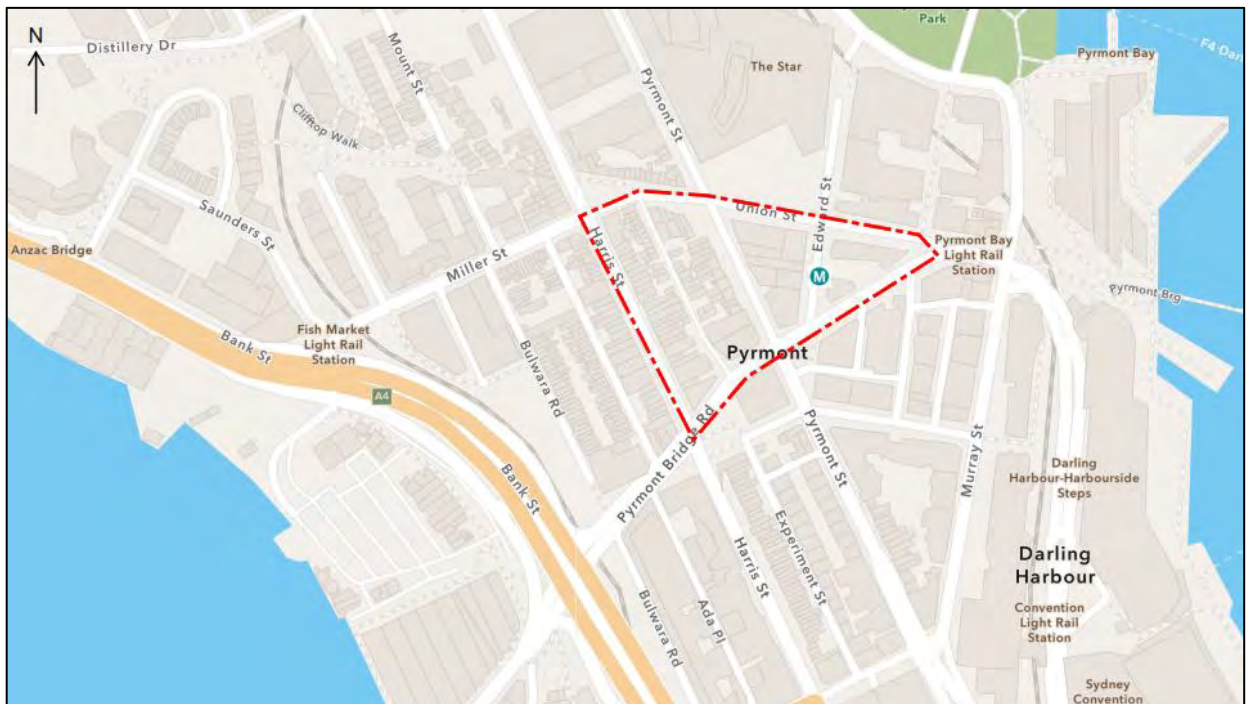 N
Distillery Dr
Mount St
Clifftop Walk
Saunders St
Anzac Bridge
Miller St
Fish Market
Light Rail
Station
Bank St
A4
Bank St
Bulwara Rd
Harris St
Pyrmont St
The Star
Park
Pyrmont Bay
Union St
Edward St
M
Pyrmont Bay
Light Rail
Station
Pyrmont Brg
Pyrmont
Pyrmont Bridge Rd
Pyrmont St
Murray St
Darling
Harbour-Harbourside
Steps
Experiment St
Harris St
Ada Pl
Bulwara Rd
Darling
Harbour
Convention
Light Rail
Station
Sydney
Convention